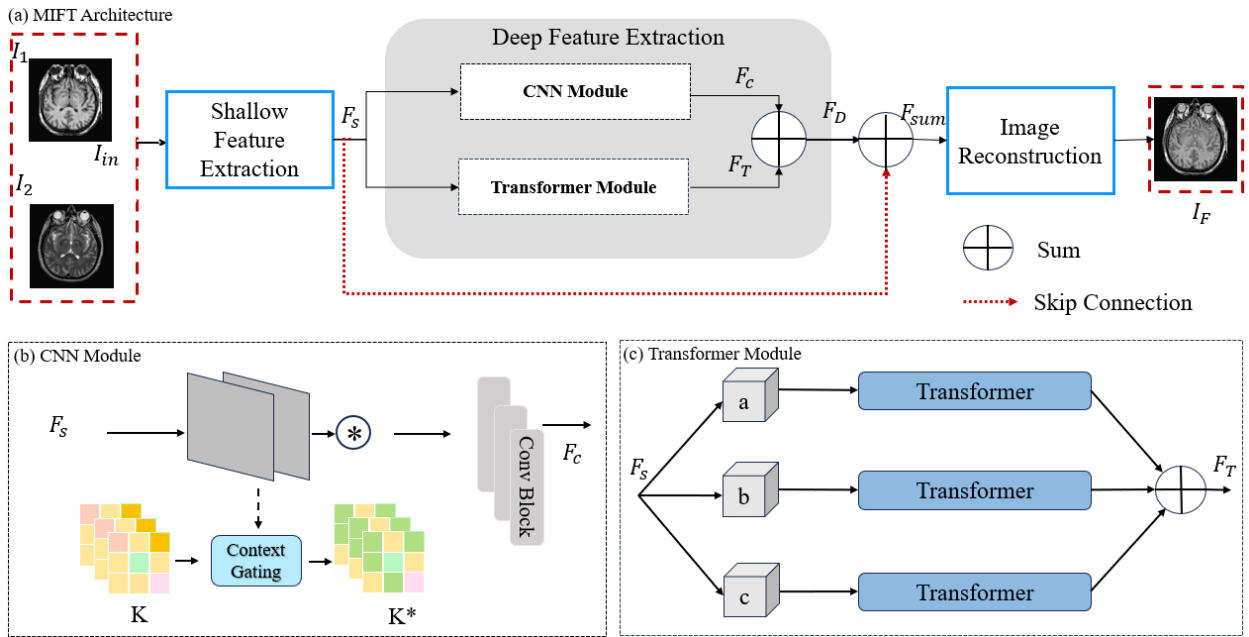 (a) MIFT Architecture
I₁
I_in
I₂
Shallow
Feature
Extraction
F_s
Deep Feature Extraction
CNN Module
Transformer Module
F_c
F_T
F_D
F_sum
Image
Reconstruction
I_F
Sum
Skip Connection
(b) CNN Module
F_s
*
Conv Block
F_c
Context
Gating
K
K*
(c) Transformer Module
F_s
a
Transformer
b
Transformer
c
Transformer
F_T